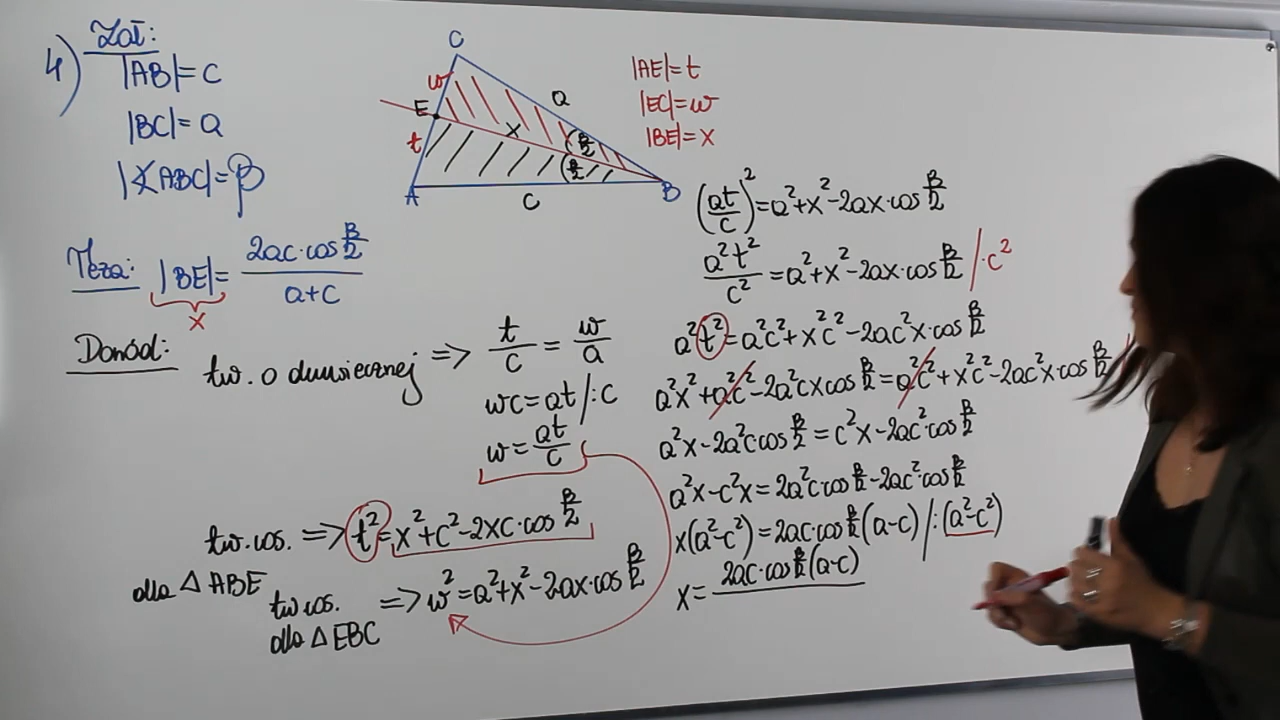 4) Zał:
|AB|=c
|BC|=a
|∢ABC|=β
C
w
E
a
x
t
β/2
β/2
A
c
B
|AE|=t
|EC|=w
|BE|=x
Teza: |BE|= 2ac·cos β/2 / a+c
x
Dowód:
tw. o dwusiecznej => t/c = w/a
wc=at /:c
w= at/c
tw. cos. => t²=x²+c²-2xc·cos β/2
dla △ ABE
tw. cos. => w²=a²+x²-2ax·cos β/2
dla △ EBC
(at/c)²=a²+x²-2ax·cos β/2
a²t²/c²=a²+x²-2ax·cos β/2 /·c²
a²t²=a²c²+x²c²-2ac²x·cos β/2
a²x²+a²c²-2a²cxcos β/2=a²c²+x²c²-2ac²x·cos β/2
a²x-2a²ccos β/2=c²x-2ac²·cos β/2
a²x-c²x=2a²c·cos β/2-2ac²·cos β/2
x(a²-c²)=2ac·cos β/2(a-c) /:(a²-c²)
x= 2ac·cos β/2(a-c)